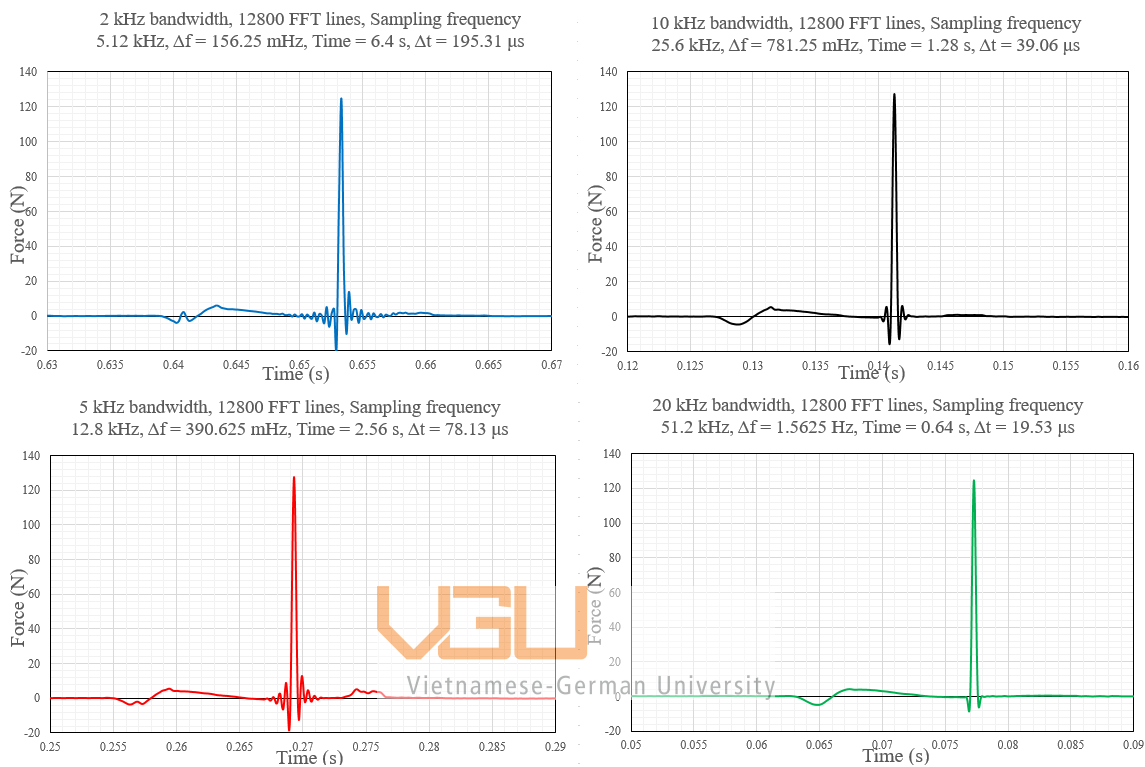 2 kHz bandwidth, 12800 FFT lines, Sampling frequency
5.12 kHz, Δf = 156.25 mHz, Time = 6.4 s, Δt = 195.31 μs
140
120
100
80
60
40
20
0
-20
Force (N)
0.63 0.635 0.64 0.645 0.65 0.655 0.66 0.665 0.67
Time (s)
10 kHz bandwidth, 12800 FFT lines, Sampling frequency
25.6 kHz, Δf = 781.25 mHz, Time = 1.28 s, Δt = 39.06 μs
140
120
100
80
60
40
20
0
-20
Force (N)
0.12 0.125 0.13 0.135 0.14 0.145 0.15 0.155 0.16
Time (s)
5 kHz bandwidth, 12800 FFT lines, Sampling frequency
12.8 kHz, Δf = 390.625 mHz, Time = 2.56 s, Δt = 78.13 μs
140
120
100
80
60
40
20
0
-20
Force (N)
0.25 0.255 0.26 0.265 0.27 0.275 0.28 0.285 0.29
Time (s)
20 kHz bandwidth, 12800 FFT lines, Sampling frequency
51.2 kHz, Δf = 1.5625 Hz, Time = 0.64 s, Δt = 19.53 μs
140
120
100
80
60
40
20
0
-20
Force (N)
0.05 0.055 0.06 0.065 0.07 0.075 0.08 0.085 0.09
Time (s)
VGU
Vietnamese-German University